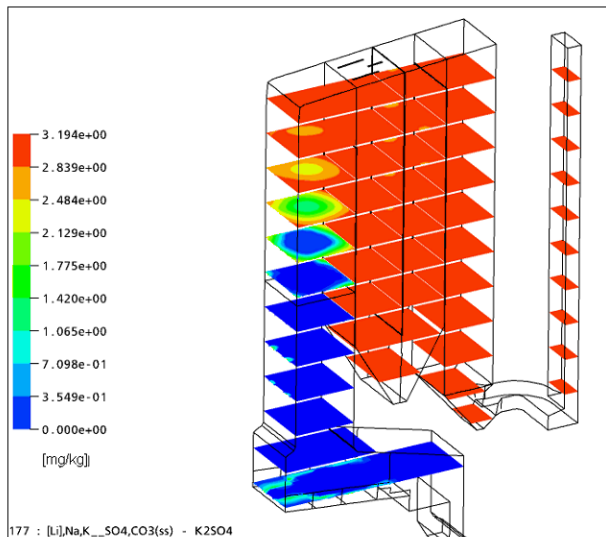 3.194e+00
2.839e+00
2.484e+00
2.129e+00
1.775e+00
1.420e+00
1.065e+00
7.098e-01
3.549e-01
0.000e+00
[mg/kg]
177 : [Li],Na,K__SO4,CO3(ss) - K2SO4